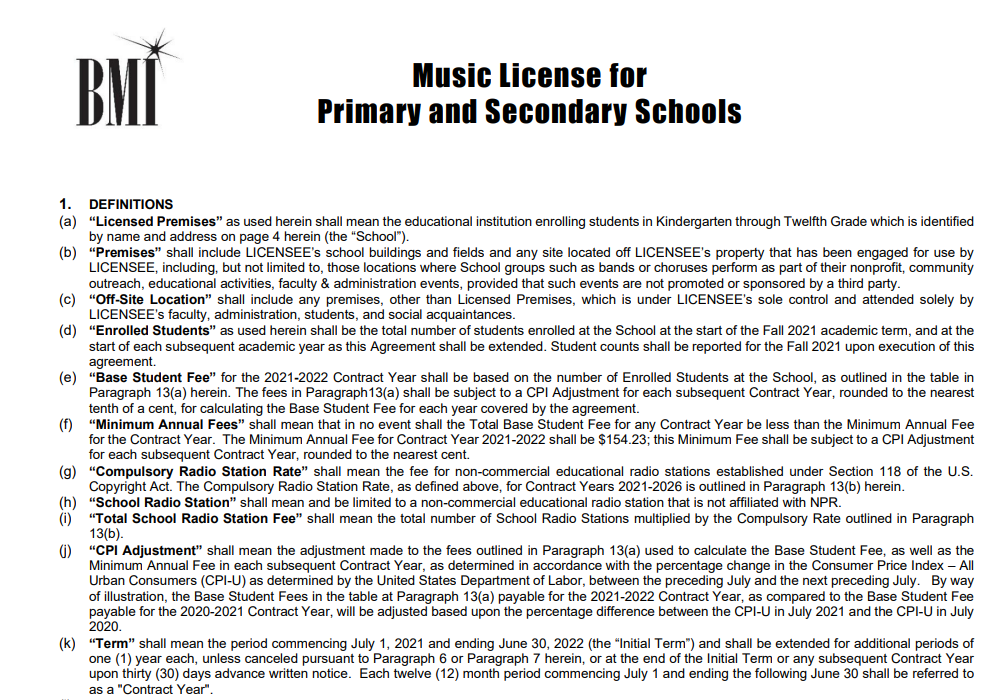 BMI
Music License for
Primary and Secondary Schools
1. DEFINITIONS
(a) “Licensed Premises” as used herein shall mean the educational institution enrolling students in Kindergarten through Twelfth Grade which is identified
by name and address on page 4 herein (the “School”).
(b) “Premises” shall include LICENSEE’s school buildings and fields and any site located off LICENSEE’s property that has been engaged for use by
LICENSEE, including, but not limited to, those locations where School groups such as bands or choruses perform as part of their nonprofit, community
outreach, educational activities, faculty & administration events, provided that such events are not promoted or sponsored by a third party.
(c) “Off-Site Location” shall include any premises, other than Licensed Premises, which is under LICENSEE’s sole control and attended solely by
LICENSEE’s faculty, administration, students, and social acquaintances.
(d) “Enrolled Students” as used herein shall be the total number of students enrolled at the School at the start of the Fall 2021 academic term, and at the
start of each subsequent academic year as this Agreement shall be extended. Student counts shall be reported for the Fall 2021 upon execution of this
agreement.
(e) “Base Student Fee” for the 2021-2022 Contract Year shall be based on the number of Enrolled Students at the School, as outlined in the table in
Paragraph 13(a) herein. The fees in Paragraph13(a) shall be subject to a CPI Adjustment for each subsequent Contract Year, rounded to the nearest
tenth of a cent, for calculating the Base Student Fee for each year covered by the agreement.
(f) “Minimum Annual Fees” shall mean that in no event shall the Total Base Student Fee for any Contract Year be less than the Minimum Annual Fee
for the Contract Year. The Minimum Annual Fee for Contract Year 2021-2022 shall be $154.23; this Minimum Fee shall be subject to a CPI Adjustment
for each subsequent Contract Year, rounded to the nearest cent.
(g) “Compulsory Radio Station Rate” shall mean the fee for non-commercial educational radio stations established under Section 118 of the U.S.
Copyright Act. The Compulsory Radio Station Rate, as defined above, for Contract Years 2021-2026 is outlined in Paragraph 13(b) herein.
(h) “School Radio Station” shall mean and be limited to a non-commercial educational radio station that is not affiliated with NPR.
(i) “Total School Radio Station Fee” shall mean the total number of School Radio Stations multiplied by the Compulsory Rate outlined in Paragraph
13(b).
(j) “CPI Adjustment” shall mean the adjustment made to the fees outlined in Paragraph 13(a) used to calculate the Base Student Fee, as well as the
Minimum Annual Fee in each subsequent Contract Year, as determined in accordance with the percentage change in the Consumer Price Index – All
Urban Consumers (CPI-U) as determined by the United States Department of Labor, between the preceding July and the next preceding July. By way
of illustration, the Base Student Fees in the table at Paragraph 13(a) payable for the 2021-2022 Contract Year, as compared to the Base Student Fee
payable for the 2020-2021 Contract Year, will be adjusted based upon the percentage difference between the CPI-U in July 2021 and the CPI-U in July
2020.
(k) “Term” shall mean the period commencing July 1, 2021 and ending June 30, 2022 (the “Initial Term”) and shall be extended for additional periods of
one (1) year each, unless canceled pursuant to Paragraph 6 or Paragraph 7 herein, or at the end of the Initial Term or any subsequent Contract Year
upon thirty (30) days advance written notice. Each twelve (12) month period commencing July 1 and ending the following June 30 shall be referred to
as a "Contract Year".